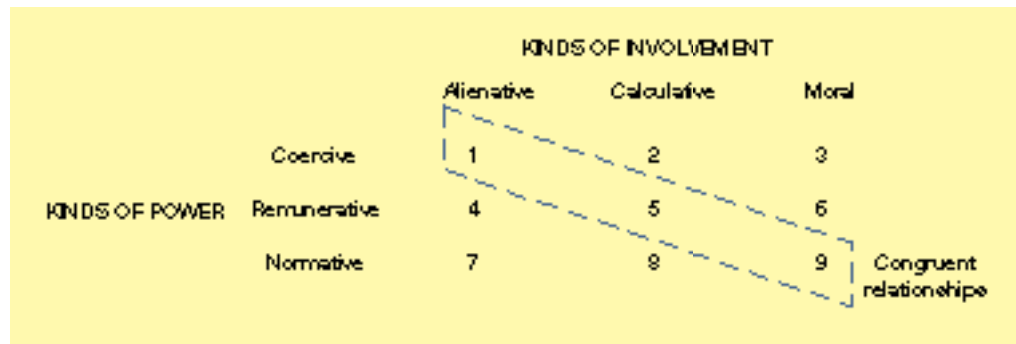 KINDS OF INVOLVEMENT
Alienative Calculative Moral
Coercive 1 2 3
KINDS OF POWER Remunerative 4 5 6
Normative 7 8 9 Congruent
relationships